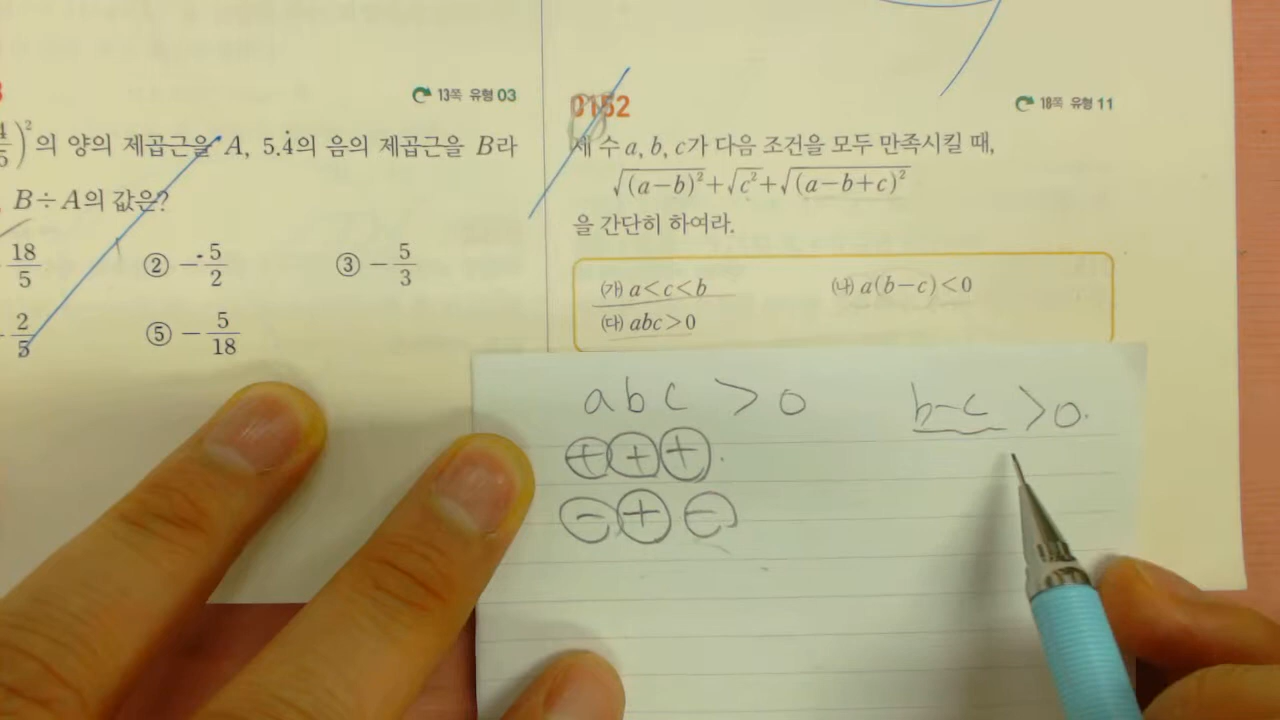 13쪽 유형 03
)²의 양의 제곱근을 A, 5.4̇의 음의 제곱근을 B라
B÷A의 값은?
18/5 ② -5/2 ③ -5/3
2/5 ⑤ -5/18
0152 18쪽 유형 11
세 수 a, b, c가 다음 조건을 모두 만족시킬 때,
√(a-b)²+√c²+√(a-b+c)²
을 간단히 하여라.
㈎ a<c<b ㈏ a(b-c)<0
㈐ abc>0
abc > 0 b-c >0.
⊕⊕⊕.
⊖⊕⊖